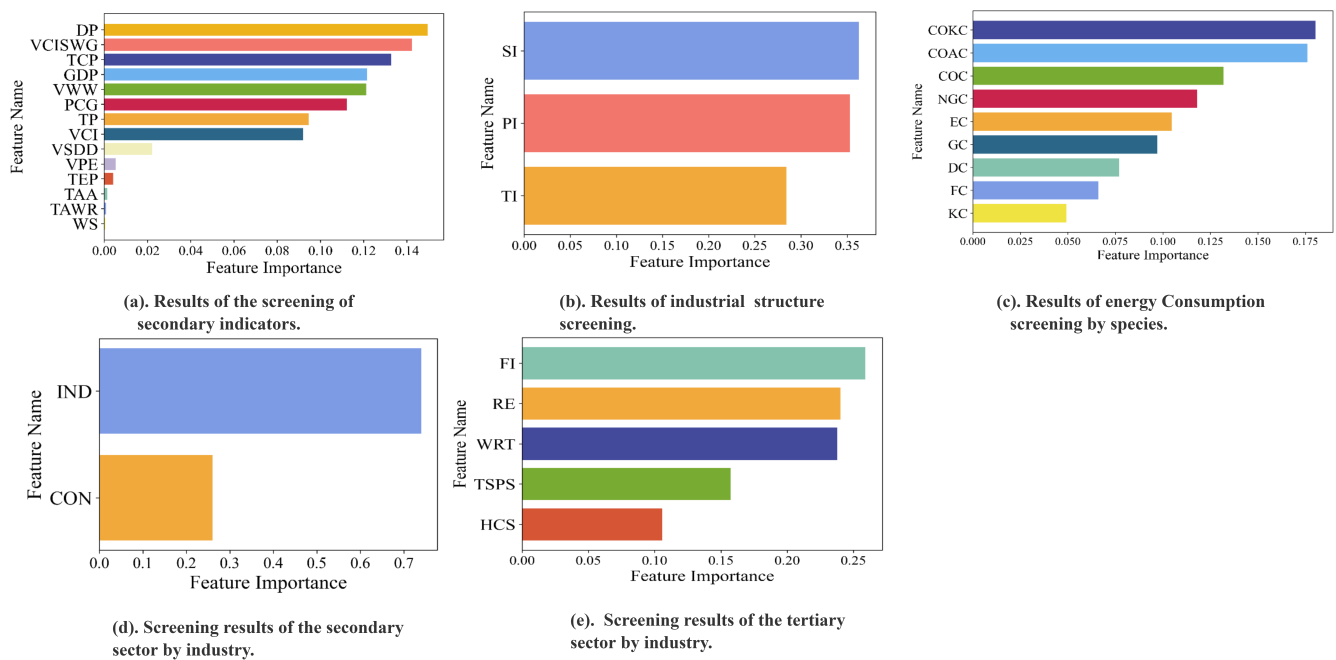 DP
VCISWG
TCP
GDP
VWW
PCG
TP
VCI
VSDD
VPE
TEP
TAA
TAWR
WS
Feature Name
0.00 0.02 0.04 0.06 0.08 0.10 0.12 0.14
Feature Importance
(a). Results of the screening of
secondary indicators.
SI
PI
TI
Feature Name
0.00 0.05 0.10 0.15 0.20 0.25 0.30 0.35
Feature Importance
(b). Results of industrial structure
screening.
COKC
COAC
COC
NGC
EC
GC
DC
FC
KC
Feature Name
0.000 0.025 0.050 0.075 0.100 0.125 0.150 0.175
Feature Importance
(c). Results of energy Consumption
screening by species.
IND
CON
Feature Name
0.0 0.1 0.2 0.3 0.4 0.5 0.6 0.7
Feature Importance
(d). Screening results of the secondary
sector by industry.
FI
RE
WRT
TSPS
HCS
Feature Name
0.00 0.05 0.10 0.15 0.20 0.25
Feature Importance
(e). Screening results of the tertiary
sector by industry.